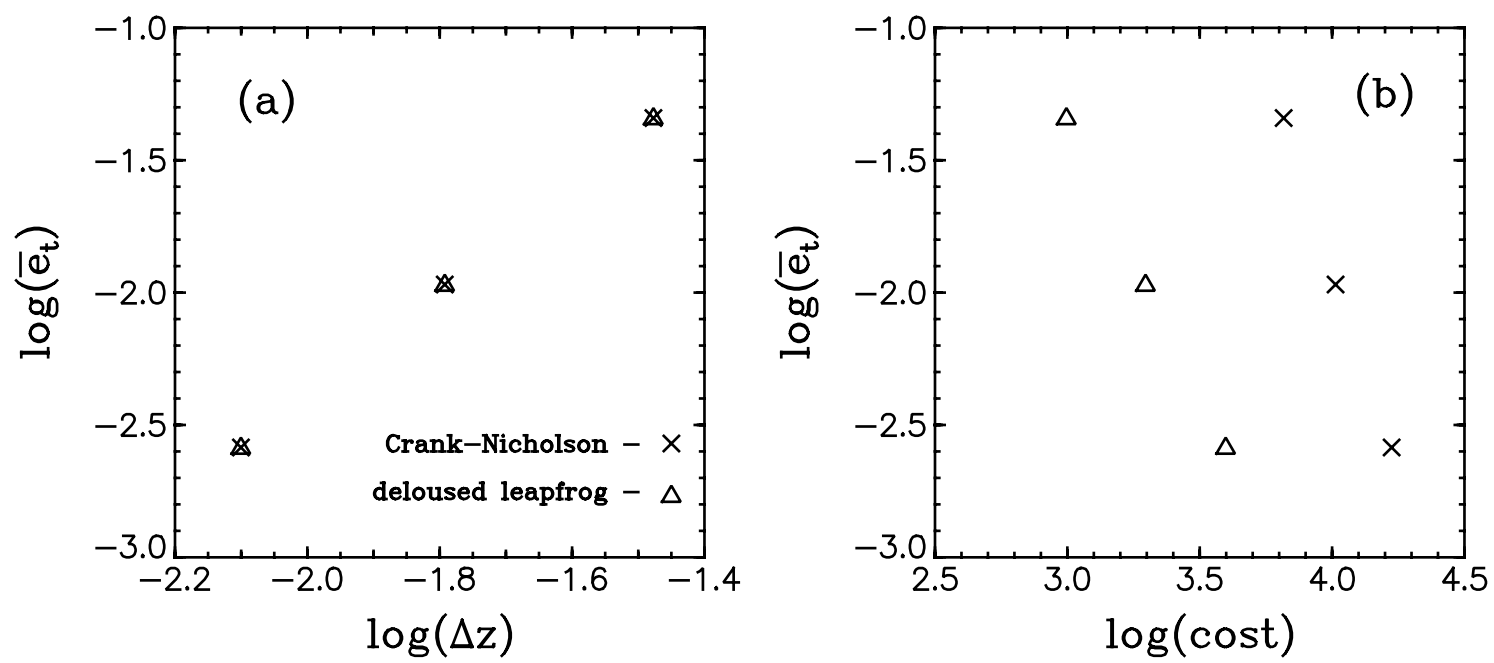 −1.0
−1.5
−2.0
−2.5
−3.0
log(e̅ₜ)
(a)
Crank−Nicholson − ×
deloused leapfrog − △
−2.2 −2.0 −1.8 −1.6 −1.4
log(Δz)
−1.0
−1.5
−2.0
−2.5
−3.0
log(e̅ₜ)
(b)
2.5 3.0 3.5 4.0 4.5
log(cost)